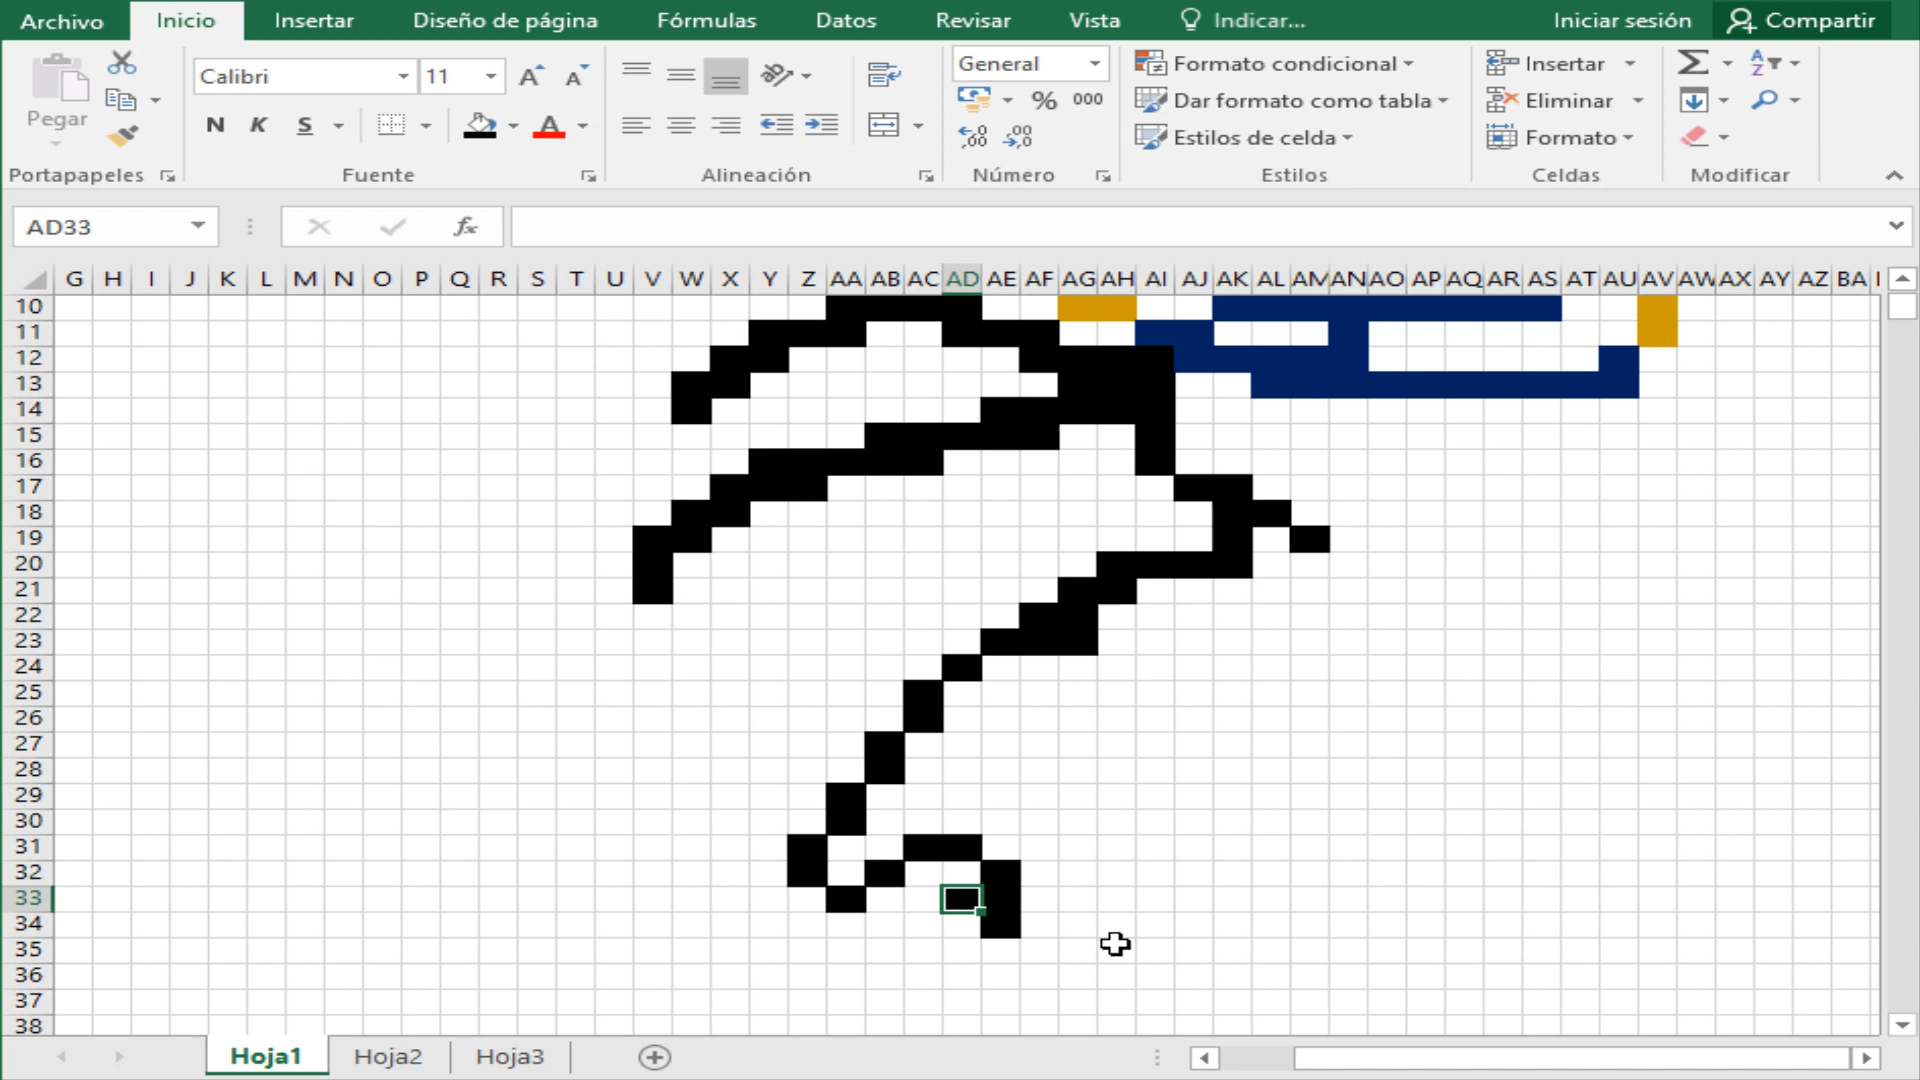 Archivo Inicio Insertar Diseño de página Fórmulas Datos Revisar Vista Indicar... Iniciar sesión Compartir
Pegar
Calibri 11 A A
N K S A
General
% 000
,00 ,00
Formato condicional
Dar formato como tabla
Estilos de celda
Insertar
Eliminar
Formato
Portapapeles Fuente Alineación Número Estilos Celdas Modificar
AD33 fx
G H I J K L M N O P Q R S T U V W X Y Z AA AB AC AD AE AF AG AH AI AJ AK AL AM AN AO AP AQ AR AS AT AU AV AW AX AY AZ BA
10
11
12
13
14
15
16
17
18
19
20
21
22
23
24
25
26
27
28
29
30
31
32
33
34
35
36
37
38
Hoja1 Hoja2 Hoja3